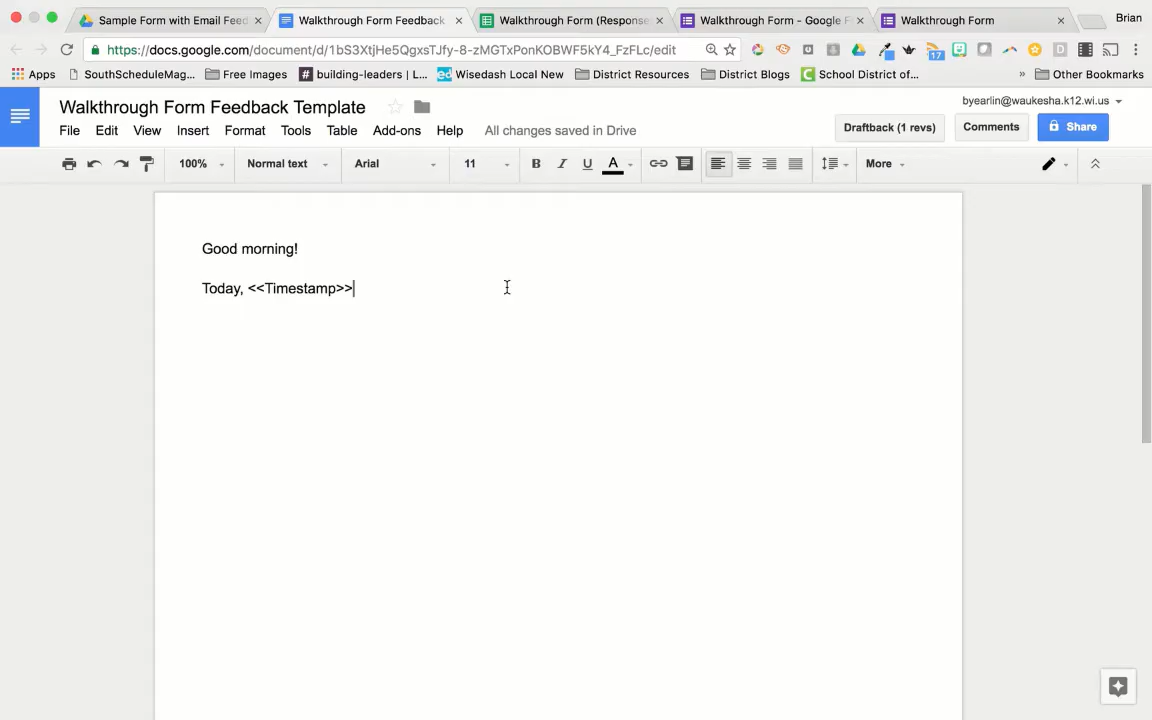 Sample Form with Email Feed
Walkthrough Form Feedback
Walkthrough Form (Response
Walkthrough Form - Google F
Walkthrough Form
Brian
https://docs.google.com/document/d/1bS3XtjHe5QgxsTJfy-8-zMGTxPonKOBWF5kY4_FzFLc/edit
17
Apps
SouthScheduleMag...
Free Images
building-leaders | L...
Wisedash Local New
District Resources
District Blogs
School District of...
»
Other Bookmarks
Walkthrough Form Feedback Template
byearlin@waukesha.k12.wi.us
File Edit View Insert Format Tools Table Add-ons Help All changes saved in Drive
Draftback (1 revs)
Comments
Share
100% Normal text Arial 11 B I U A More
Good morning!
Today, <<Timestamp>>